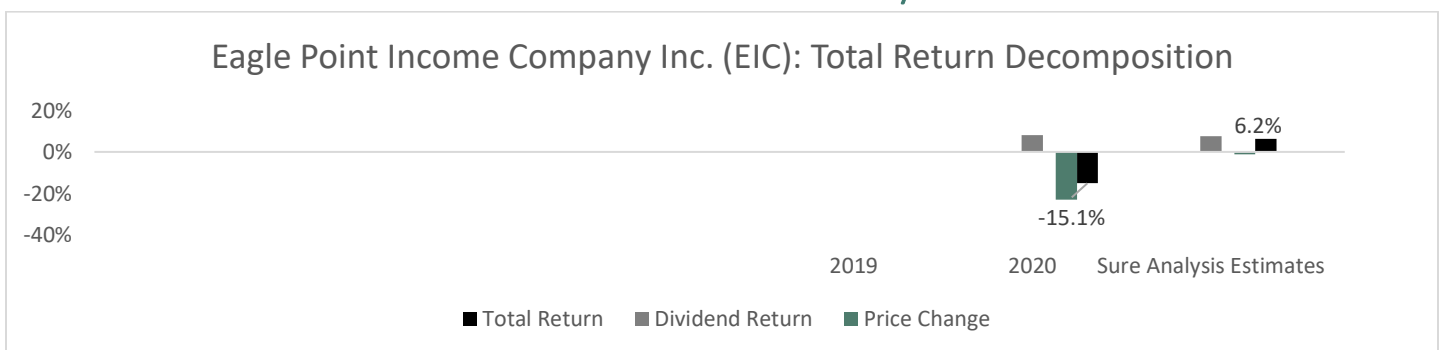 Eagle Point Income Company Inc. (EIC): Total Return Decomposition
20%
6.2%
0%
-20%
-15.1%
-40%
2019 2020 Sure Analysis Estimates
Total Return Dividend Return Price Change